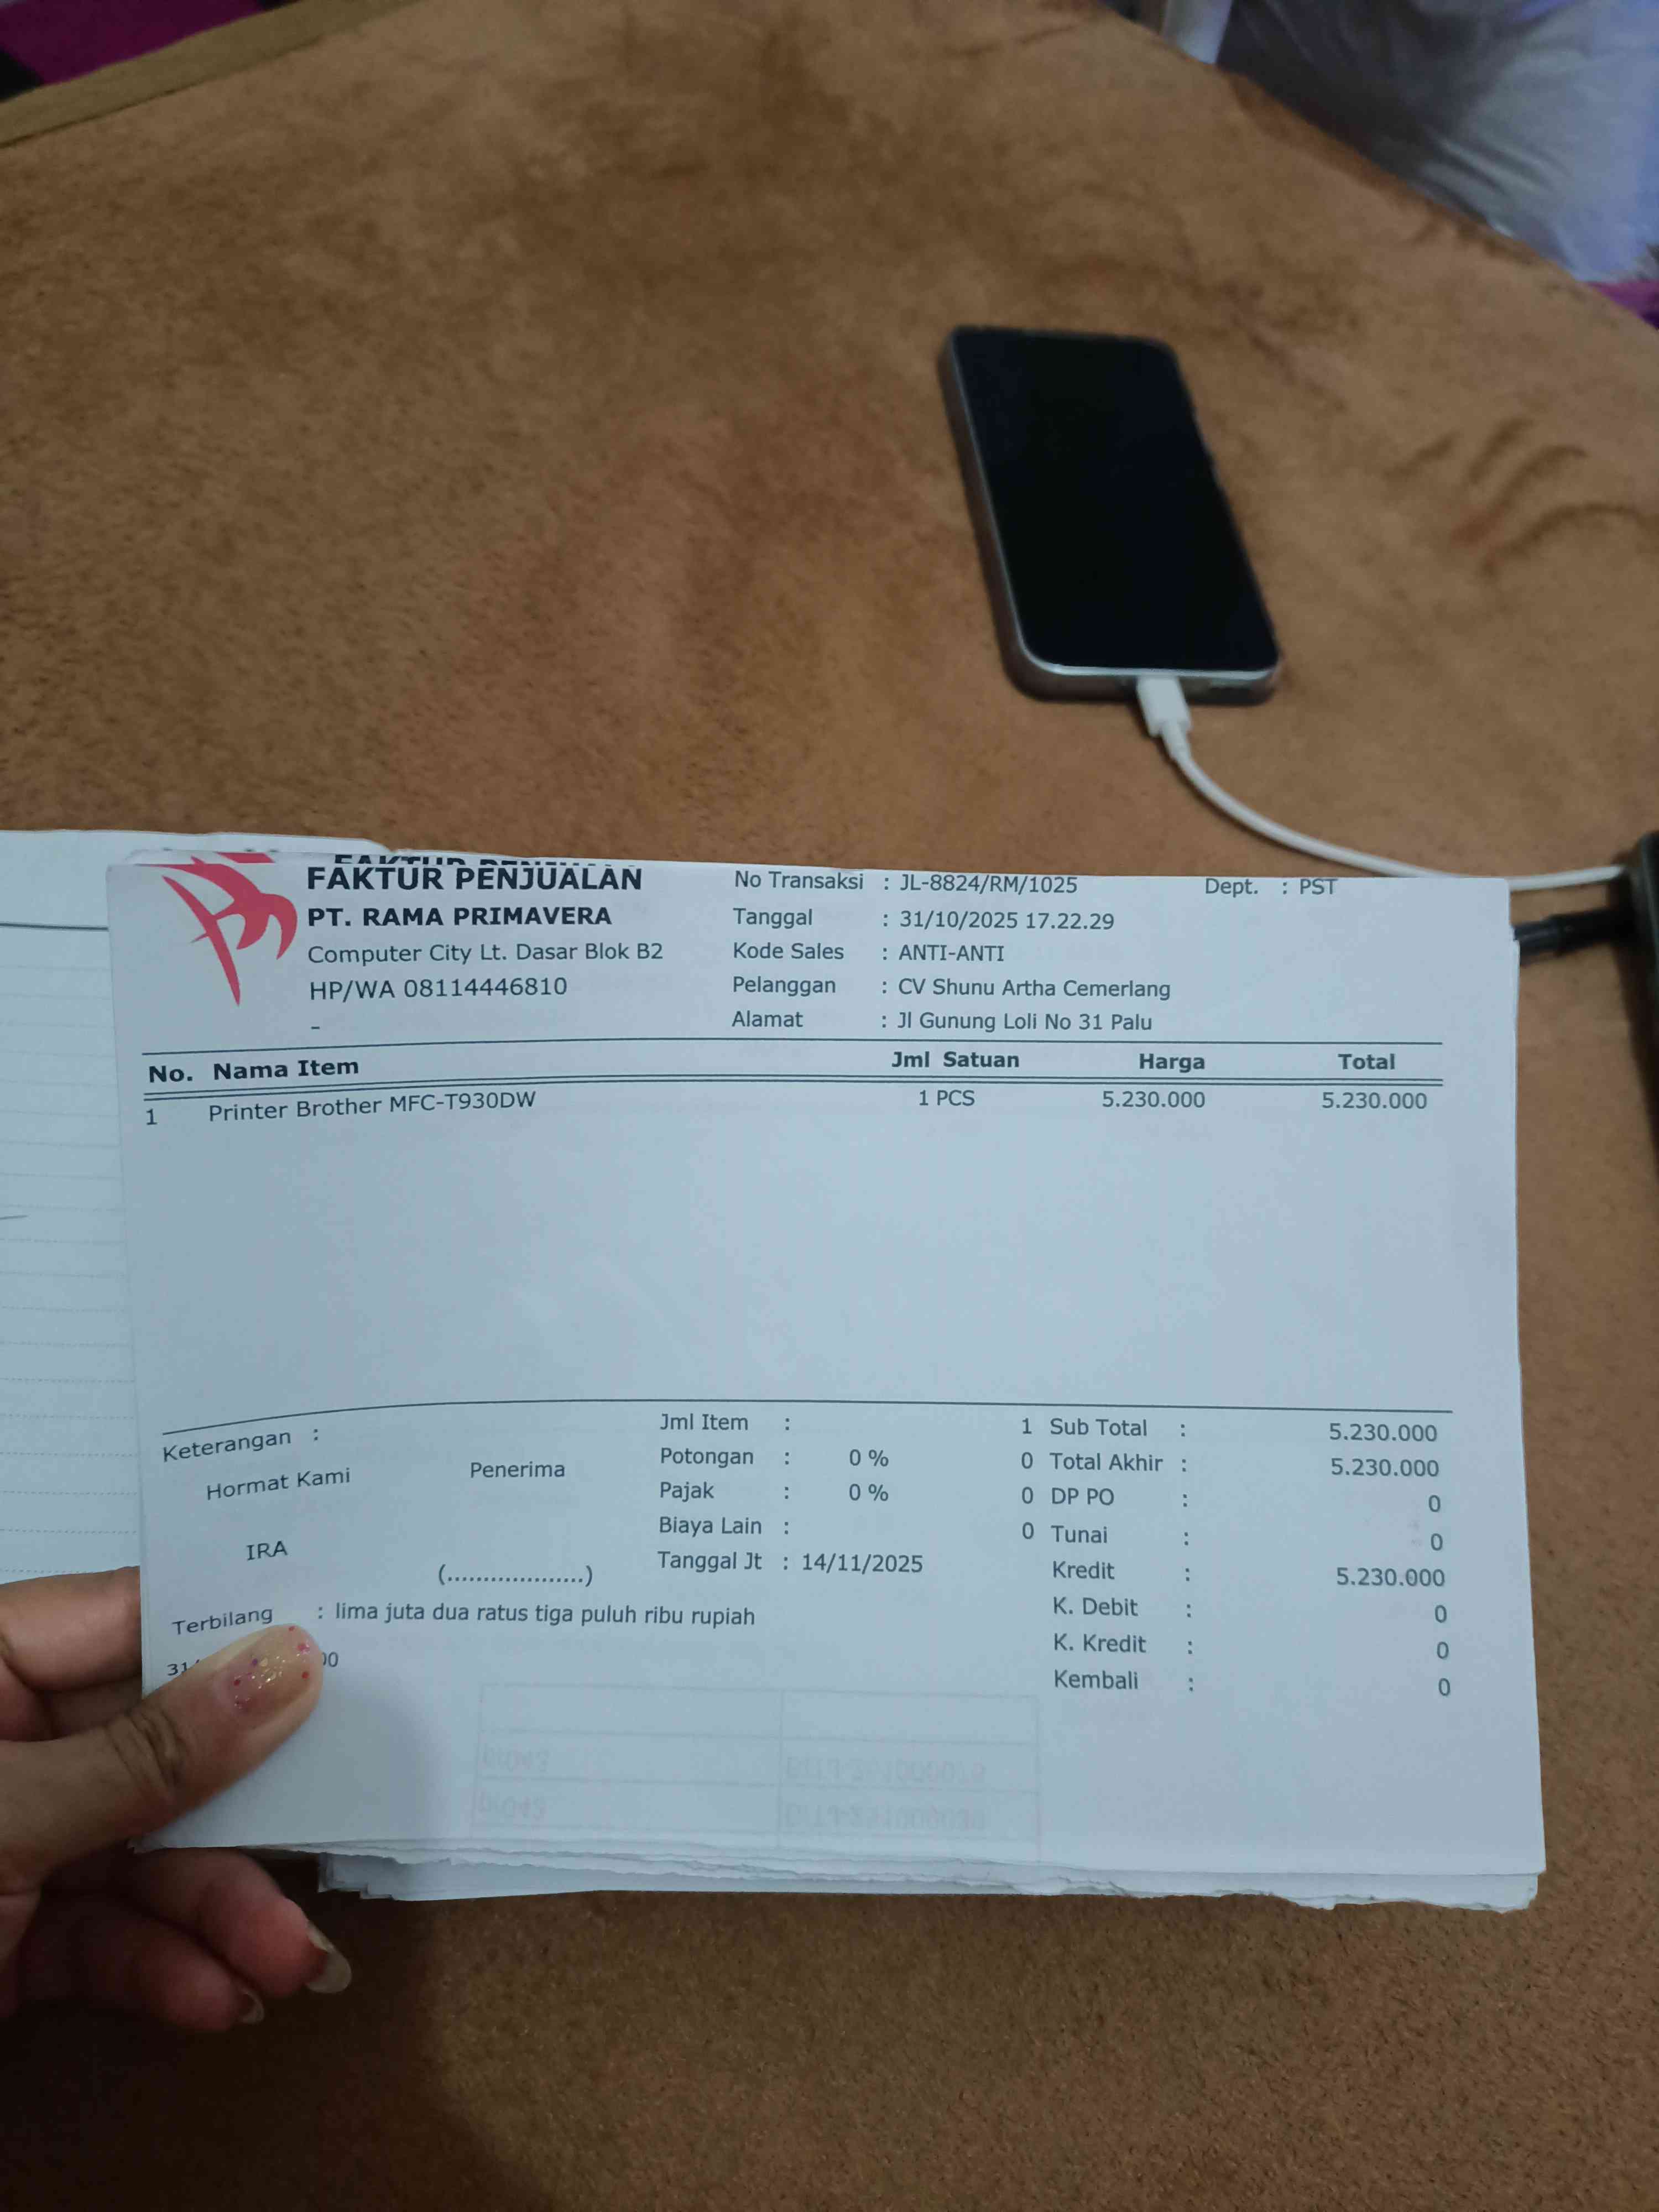 FAKTUR PENJUALAN
FAKTUR PENJUALAN
PT. RAMA PRIMAVERA
Computer City Lt. Dasar Blok B2
HP/WA 08114446810
-
No Transaksi : JL-8824/RM/1025 Dept. : PST
Tanggal : 31/10/2025 17.22.29
Kode Sales : ANTI-ANTI
Pelanggan : CV Shunu Artha Cemerlang
Alamat : Jl Gunung Loli No 31 Palu
No. Nama Item Jml Satuan Harga Total
1 Printer Brother MFC-T930DW 1 PCS 5.230.000 5.230.000
Keterangan :
Hormat Kami Penerima
IRA
(...................)
Jml Item : 1
Potongan : 0 % 0
Pajak : 0 % 0
Biaya Lain : 0
Tanggal Jt : 14/11/2025
Sub Total : 5.230.000
Total Akhir : 5.230.000
DP PO : 0
Tunai : 0
Kredit : 5.230.000
K. Debit : 0
K. Kredit : 0
Kembali : 0
Terbilang : lima juta dua ratus tiga puluh ribu rupiah